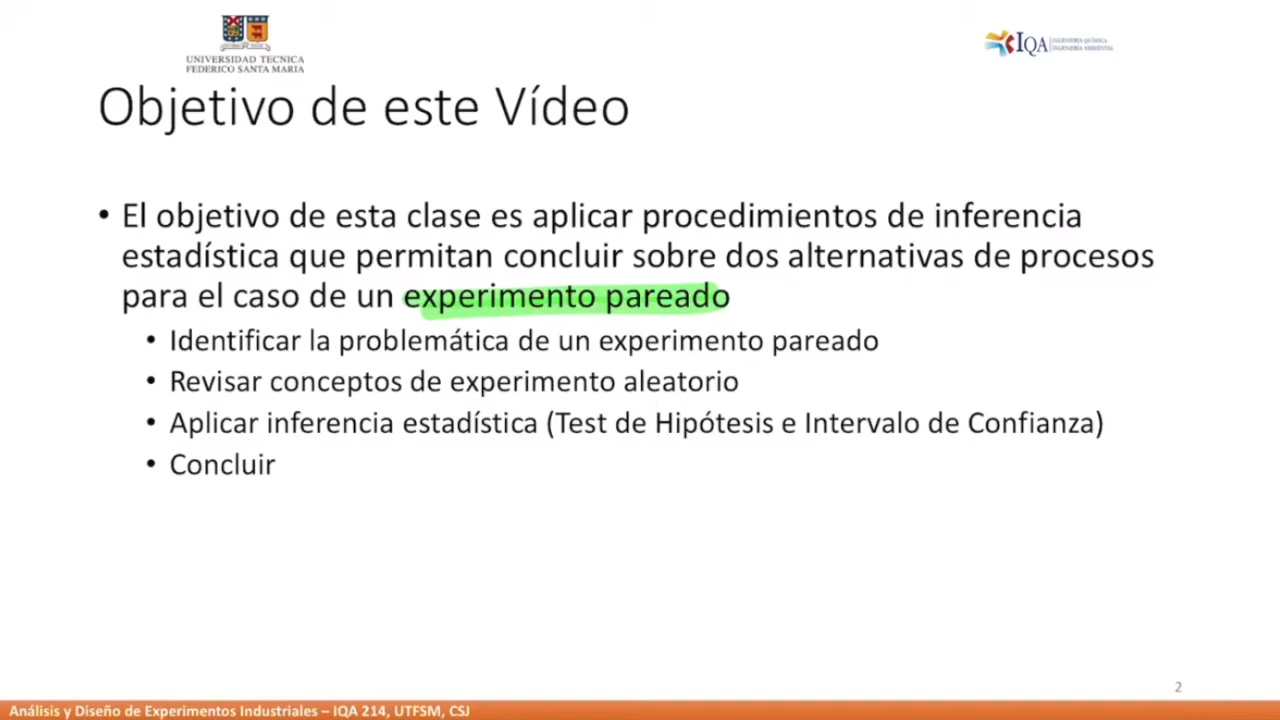 UNIVERSIDAD TECNICA
FEDERICO SANTA MARIA
IQA
INGENIERÍA QUÍMICA
INGENIERÍA AMBIENTAL
Objetivo de este Vídeo
• El objetivo de esta clase es aplicar procedimientos de inferencia
estadística que permitan concluir sobre dos alternativas de procesos
para el caso de un experimento pareado
• Identificar la problemática de un experimento pareado
• Revisar conceptos de experimento aleatorio
• Aplicar inferencia estadística (Test de Hipótesis e Intervalo de Confianza)
• Concluir
2
Análisis y Diseño de Experimentos Industriales – IQA 214, UTFSM, CSJ